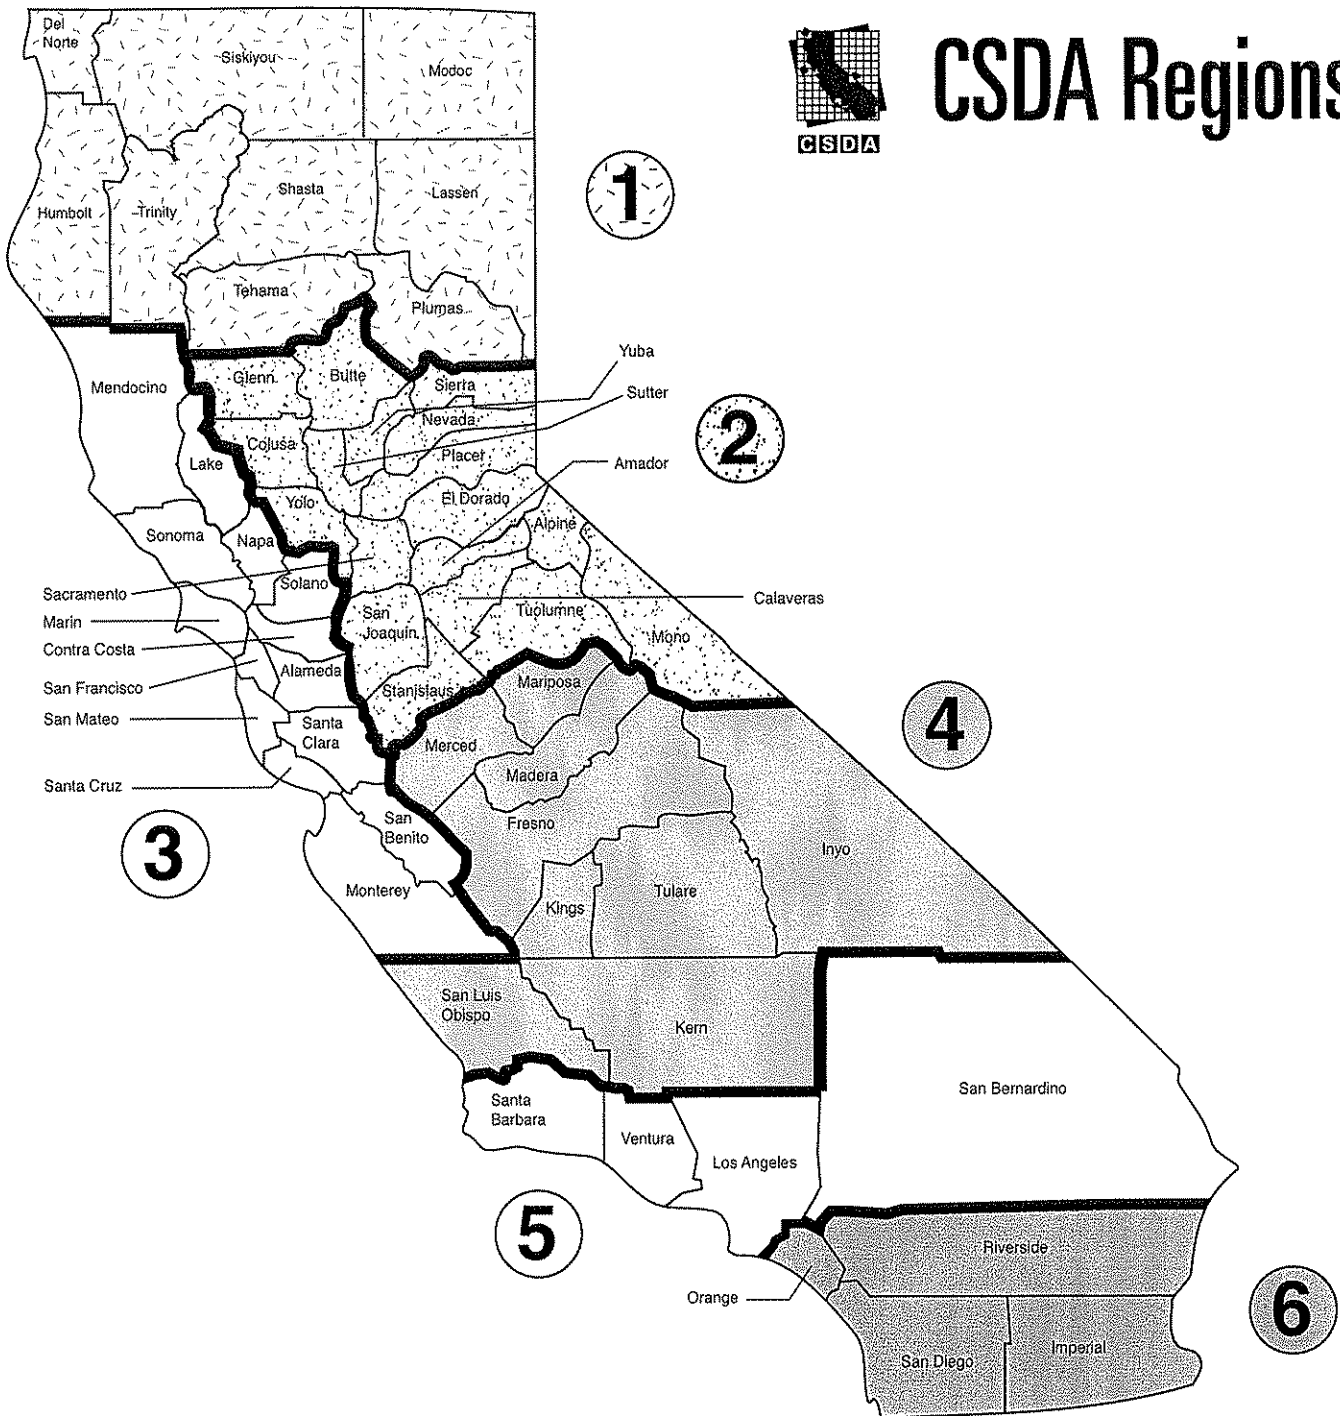 CSDA Regions
CSDA
Del
Norte
Siskiyou
Modoc
Shasta
Lassen
1
Humbolt
Trinity
Tehama
Plumas
Yuba
Mendocino
Glenn
Butte
Sierra
Sutter
Nevada
2
Colusa
Placer
Lake
Amador
Yolo
El Dorado
Sonoma
Napa
Alpine
Solano
Sacramento
Calaveras
San
Joaquin
Tuolumne
Marin
Mono
Contra Costa
Alameda
San Francisco
Stanislaus
Mariposa
San Mateo
Santa
Clara
Merced
4
Madera
Santa Cruz
San
Benito
Fresno
3
Inyo
Monterey
Tulare
Kings
San Luis
Obispo
Kern
San Bernardino
Santa
Barbara
Ventura
Los Angeles
5
Riverside
Orange
6
San Diego
Imperial